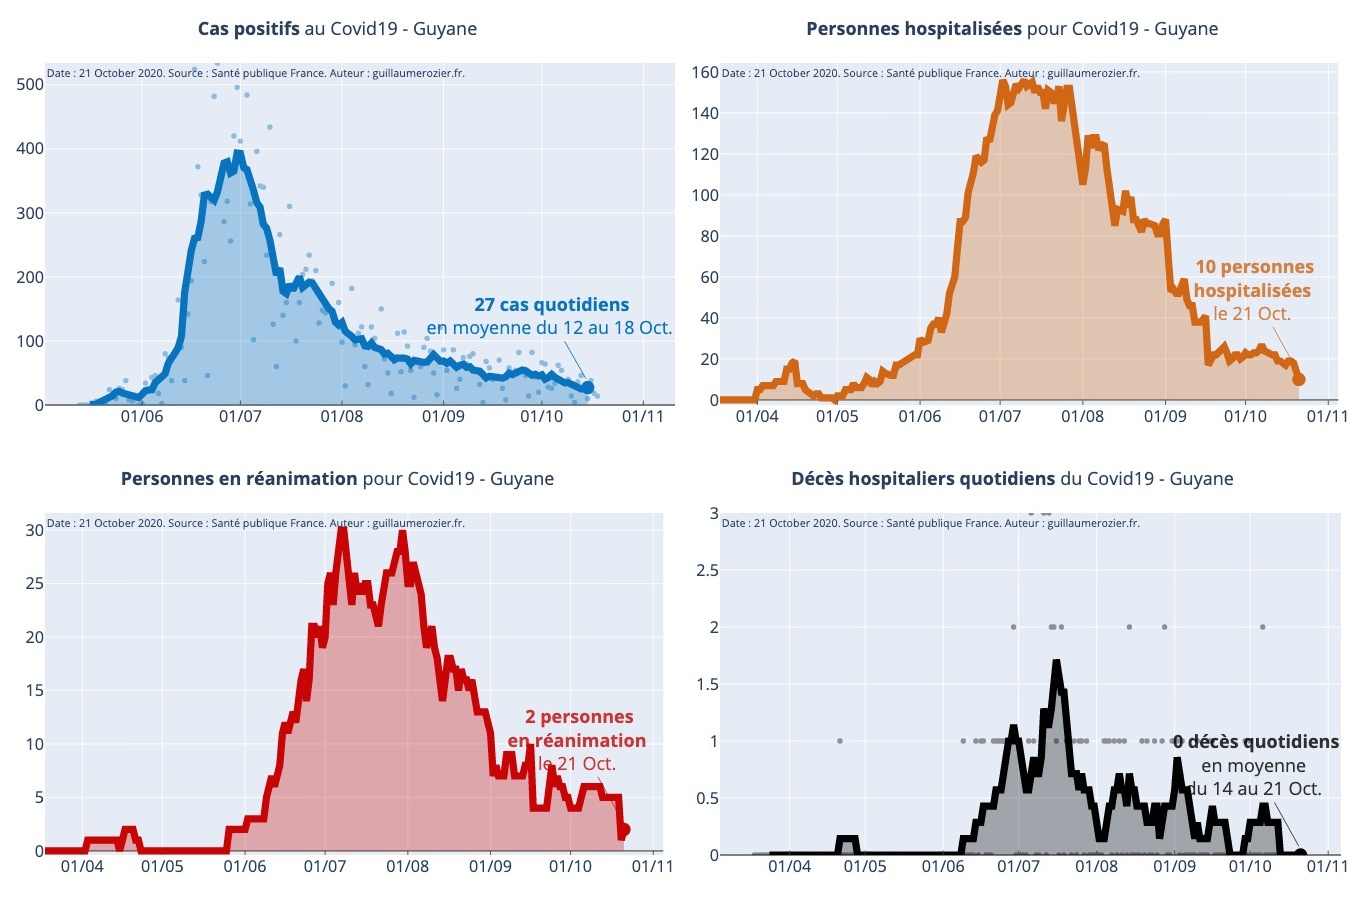 Cas positifs au Covid19 - Guyane
Date : 21 October 2020. Source : Santé publique France. Auteur : guillaumerozier.fr.
500
400
300
200
100
0
27 cas quotidiens
en moyenne du 12 au 18 Oct.
01/06 01/07 01/08 01/09 01/10 01/11
Personnes hospitalisées pour Covid19 - Guyane
Date : 21 October 2020. Source : Santé publique France. Auteur : guillaumerozier.fr.
160
140
120
100
80
60
40
20
0
10 personnes
hospitalisées
le 21 Oct.
01/04 01/05 01/06 01/07 01/08 01/09 01/10 01/11
Personnes en réanimation pour Covid19 - Guyane
Date : 21 October 2020. Source : Santé publique France. Auteur : guillaumerozier.fr.
30
25
20
15
10
5
0
2 personnes
en réanimation
le 21 Oct.
01/04 01/05 01/06 01/07 01/08 01/09 01/10 01/11
Décès hospitaliers quotidiens du Covid19 - Guyane
Date : 21 October 2020. Source : Santé publique France. Auteur : guillaumerozier.fr.
3
2.5
2
1.5
1
0.5
0
0 décès quotidiens
en moyenne
du 14 au 21 Oct.
01/04 01/05 01/06 01/07 01/08 01/09 01/10 01/11